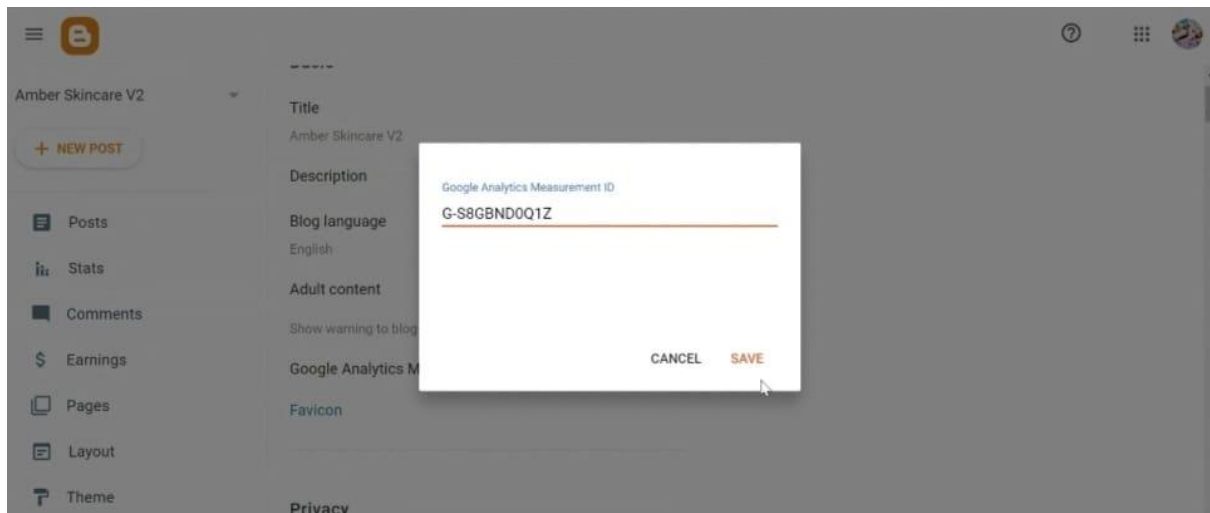 Amber Skincare V2
+ NEW POST
Posts
Stats
Comments
Earnings
Pages
Layout
Theme
Title
Amber Skincare V2
Description
Blog language
English
Adult content
Show warning to blog
Google Analytics M
Favicon
Privacy
Google Analytics Measurement ID
G-S8GBND0Q1Z
CANCEL SAVE